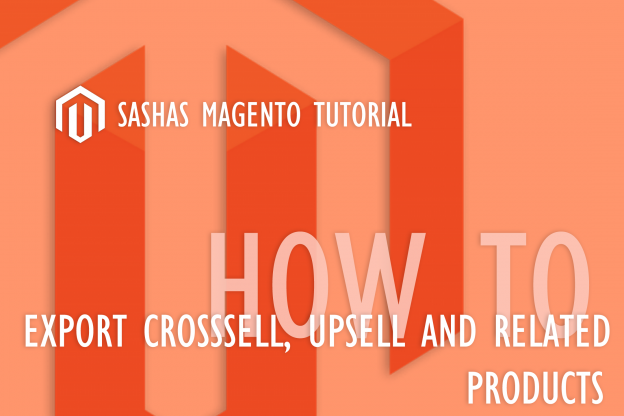 SASHAS MAGENTO TUTORIAL
HOW TO
EXPORT CROSSSELL, UPSELL AND RELATED
PRODUCTS